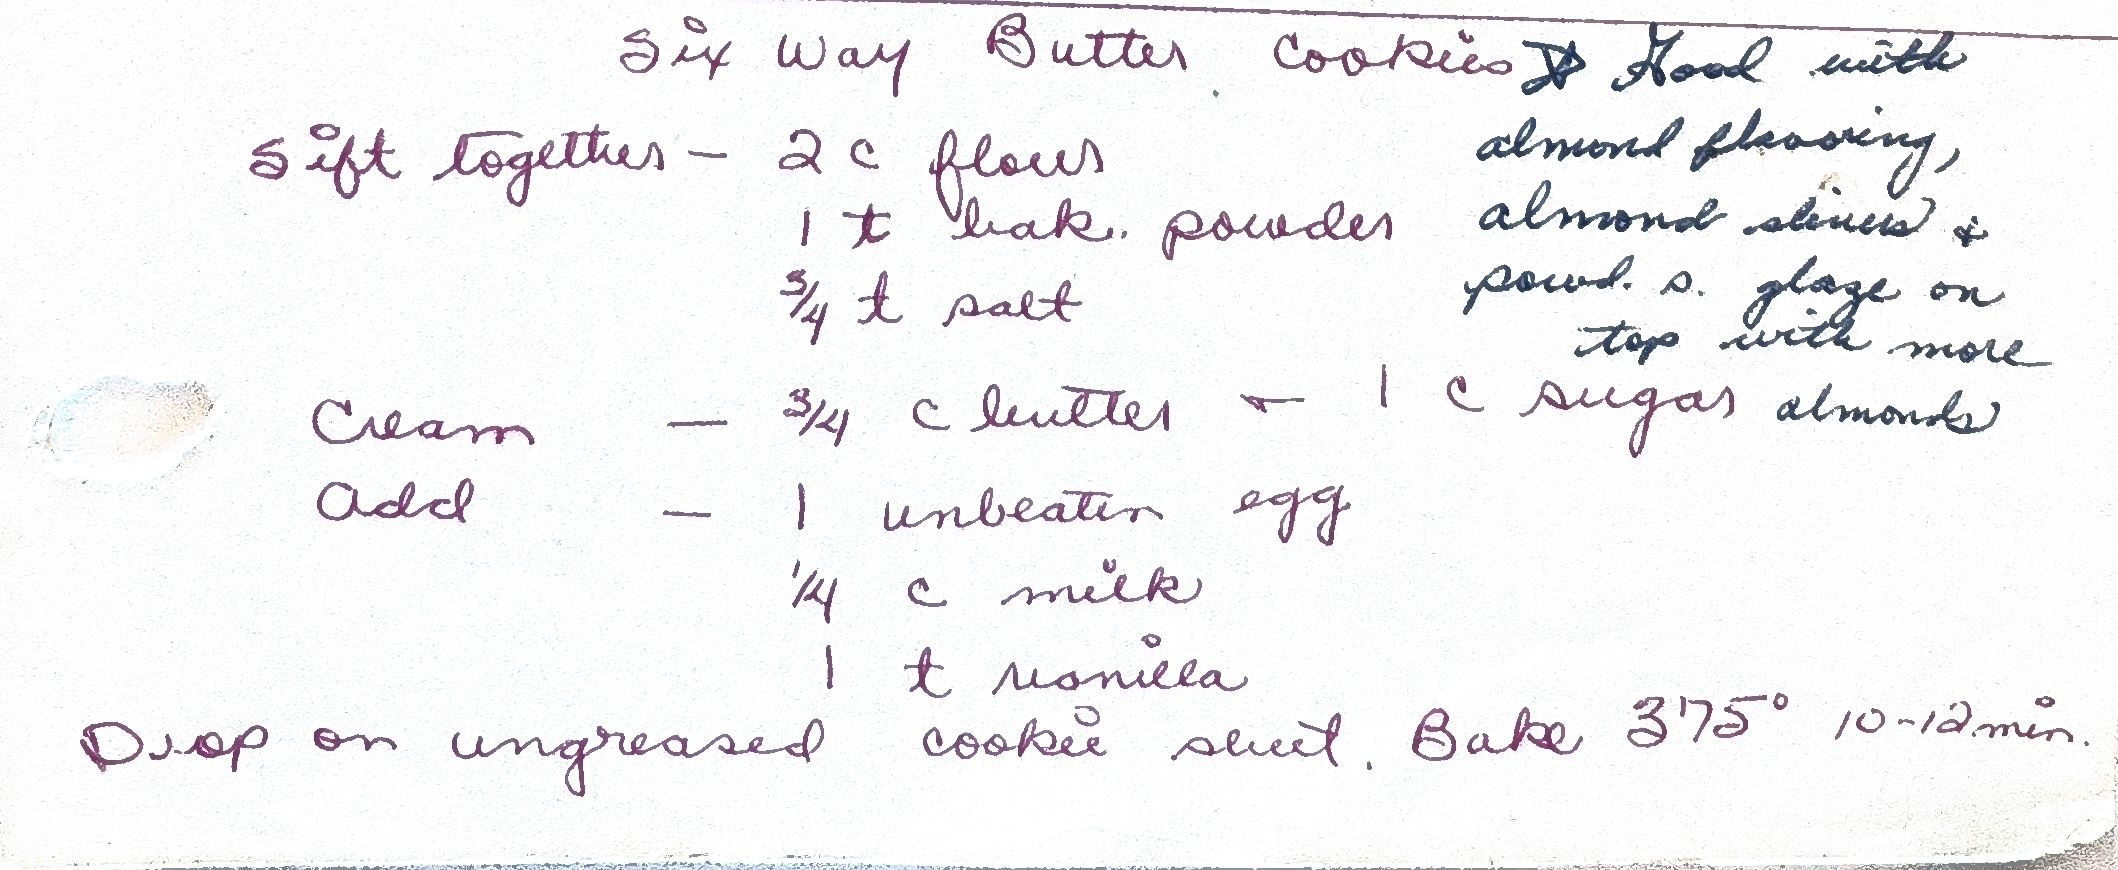 Six Way Butter Cookies ☆ Good with
almond flavoring,
almond slivers &
powd. s. glaze on
top with more
almonds
Sift together — 2 c flour
1 t bak. powder
3/4 t salt
Cream — 3/4 c butter — 1 c sugar
Add — 1 unbeaten egg
1/4 c milk
1 t vanilla
Drop on ungreased cookie sheet. Bake 375° 10-12 min.